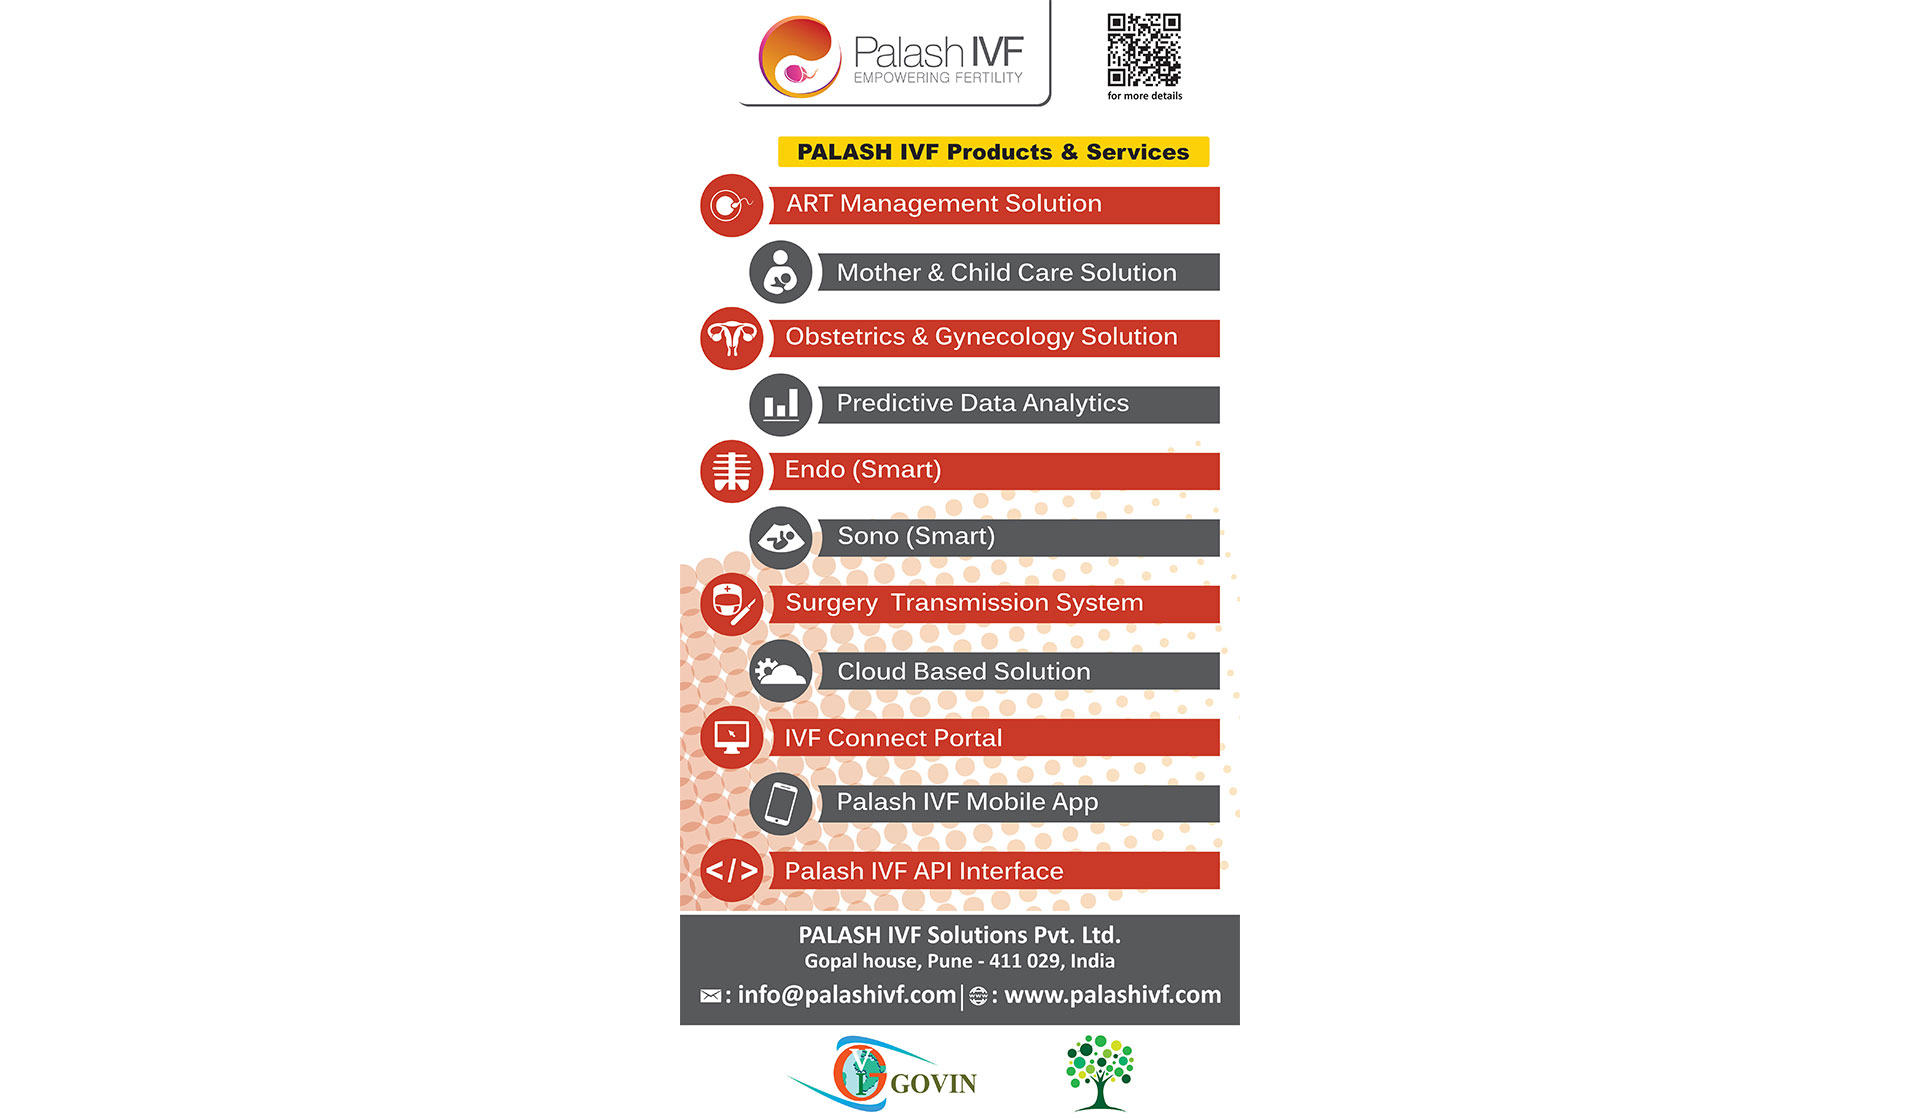 Palash IVF
EMPOWERING FERTILITY
for more details
PALASH IVF Products & Services
ART Management Solution
Mother & Child Care Solution
Obstetrics & Gynecology Solution
Predictive Data Analytics
Endo (Smart)
Sono (Smart)
Surgery Transmission System
Cloud Based Solution
IVF Connect Portal
Palash IVF Mobile App
</> Palash IVF API Interface
PALASH IVF Solutions Pvt. Ltd.
Gopal house, Pune - 411 029, India
: info@palashivf.com | : www.palashivf.com
GOVIN